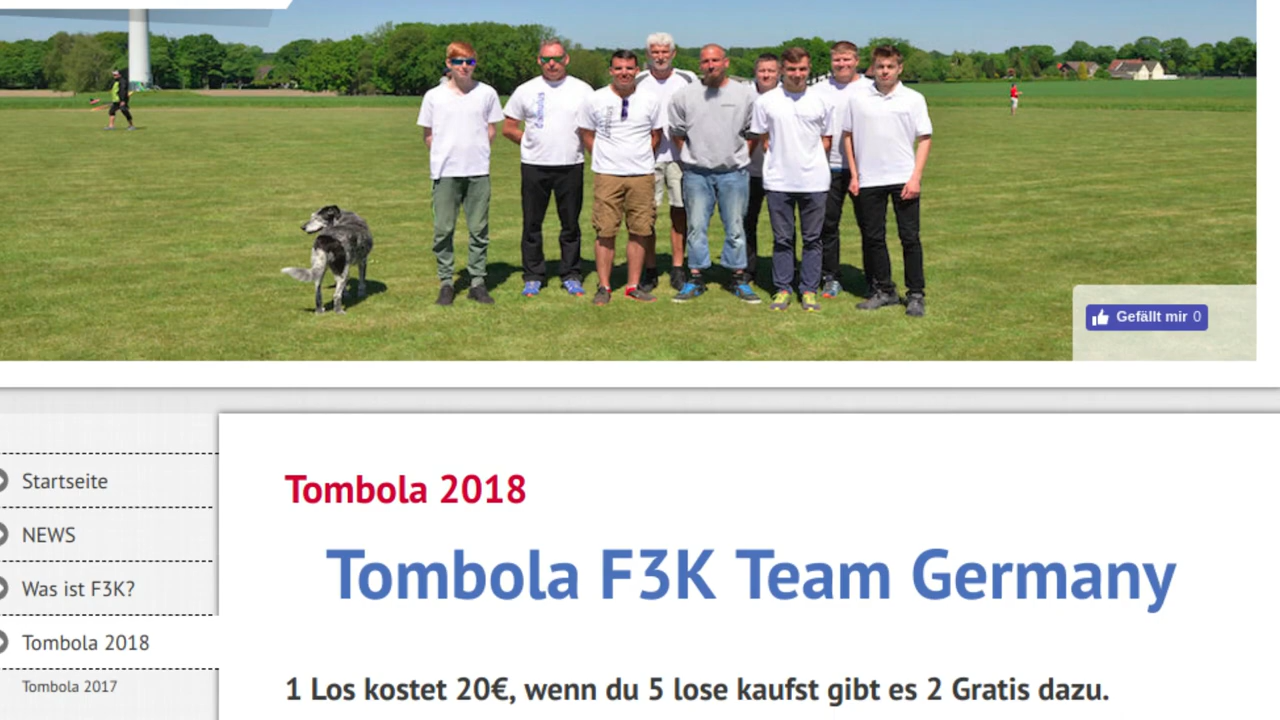 Gefällt mir 0
Startseite
NEWS
Was ist F3K?
Tombola 2018
Tombola 2017
Tombola 2018
Tombola F3K Team Germany
1 Los kostet 20€, wenn du 5 lose kaufst gibt es 2 Gratis dazu.